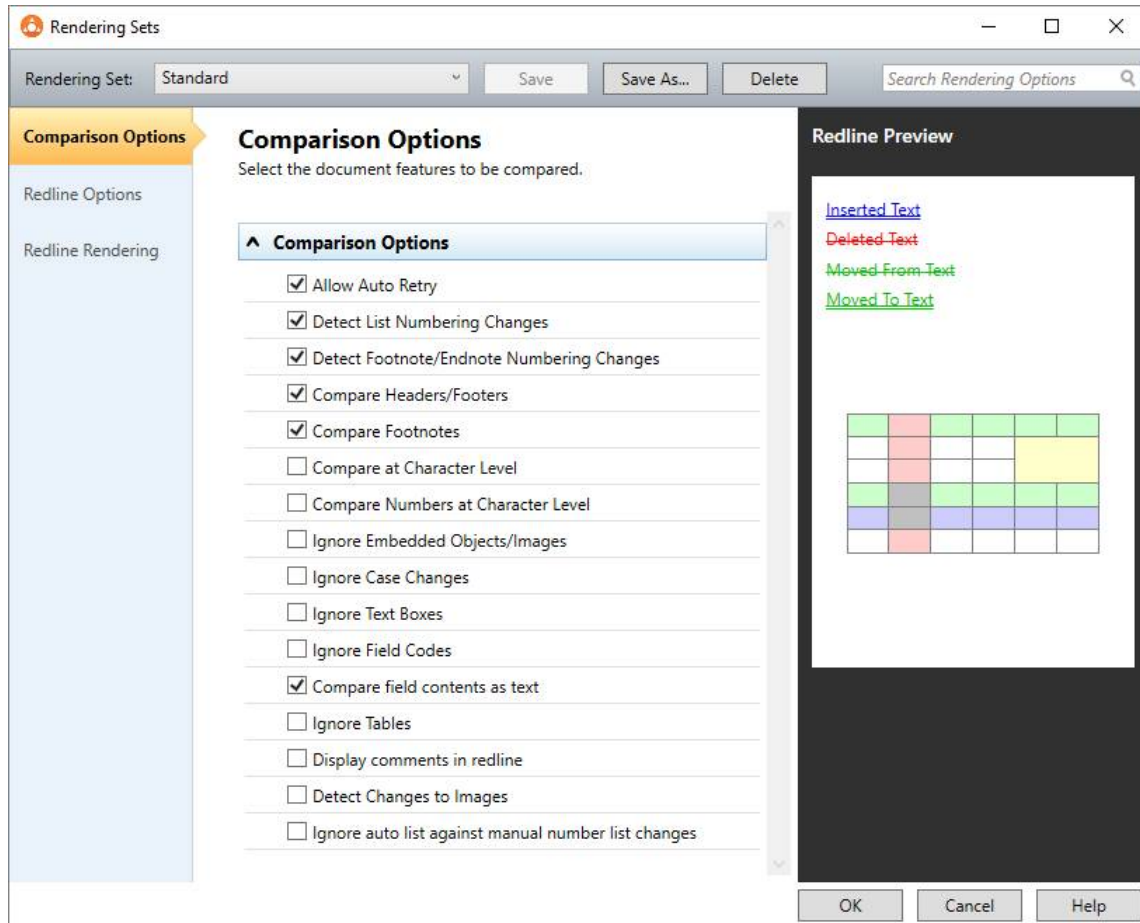 Rendering Sets
Rendering Set: Standard Save Save As... Delete Search Rendering Options
Comparison Options
Redline Options
Redline Rendering
Comparison Options
Select the document features to be compared.
Comparison Options
Allow Auto Retry
Detect List Numbering Changes
Detect Footnote/Endnote Numbering Changes
Compare Headers/Footers
Compare Footnotes
Compare at Character Level
Compare Numbers at Character Level
Ignore Embedded Objects/Images
Ignore Case Changes
Ignore Text Boxes
Ignore Field Codes
Compare field contents as text
Ignore Tables
Display comments in redline
Detect Changes to Images
Ignore auto list against manual number list changes
Redline Preview
Inserted Text
Deleted Text
Moved From Text
Moved To Text
OK Cancel Help